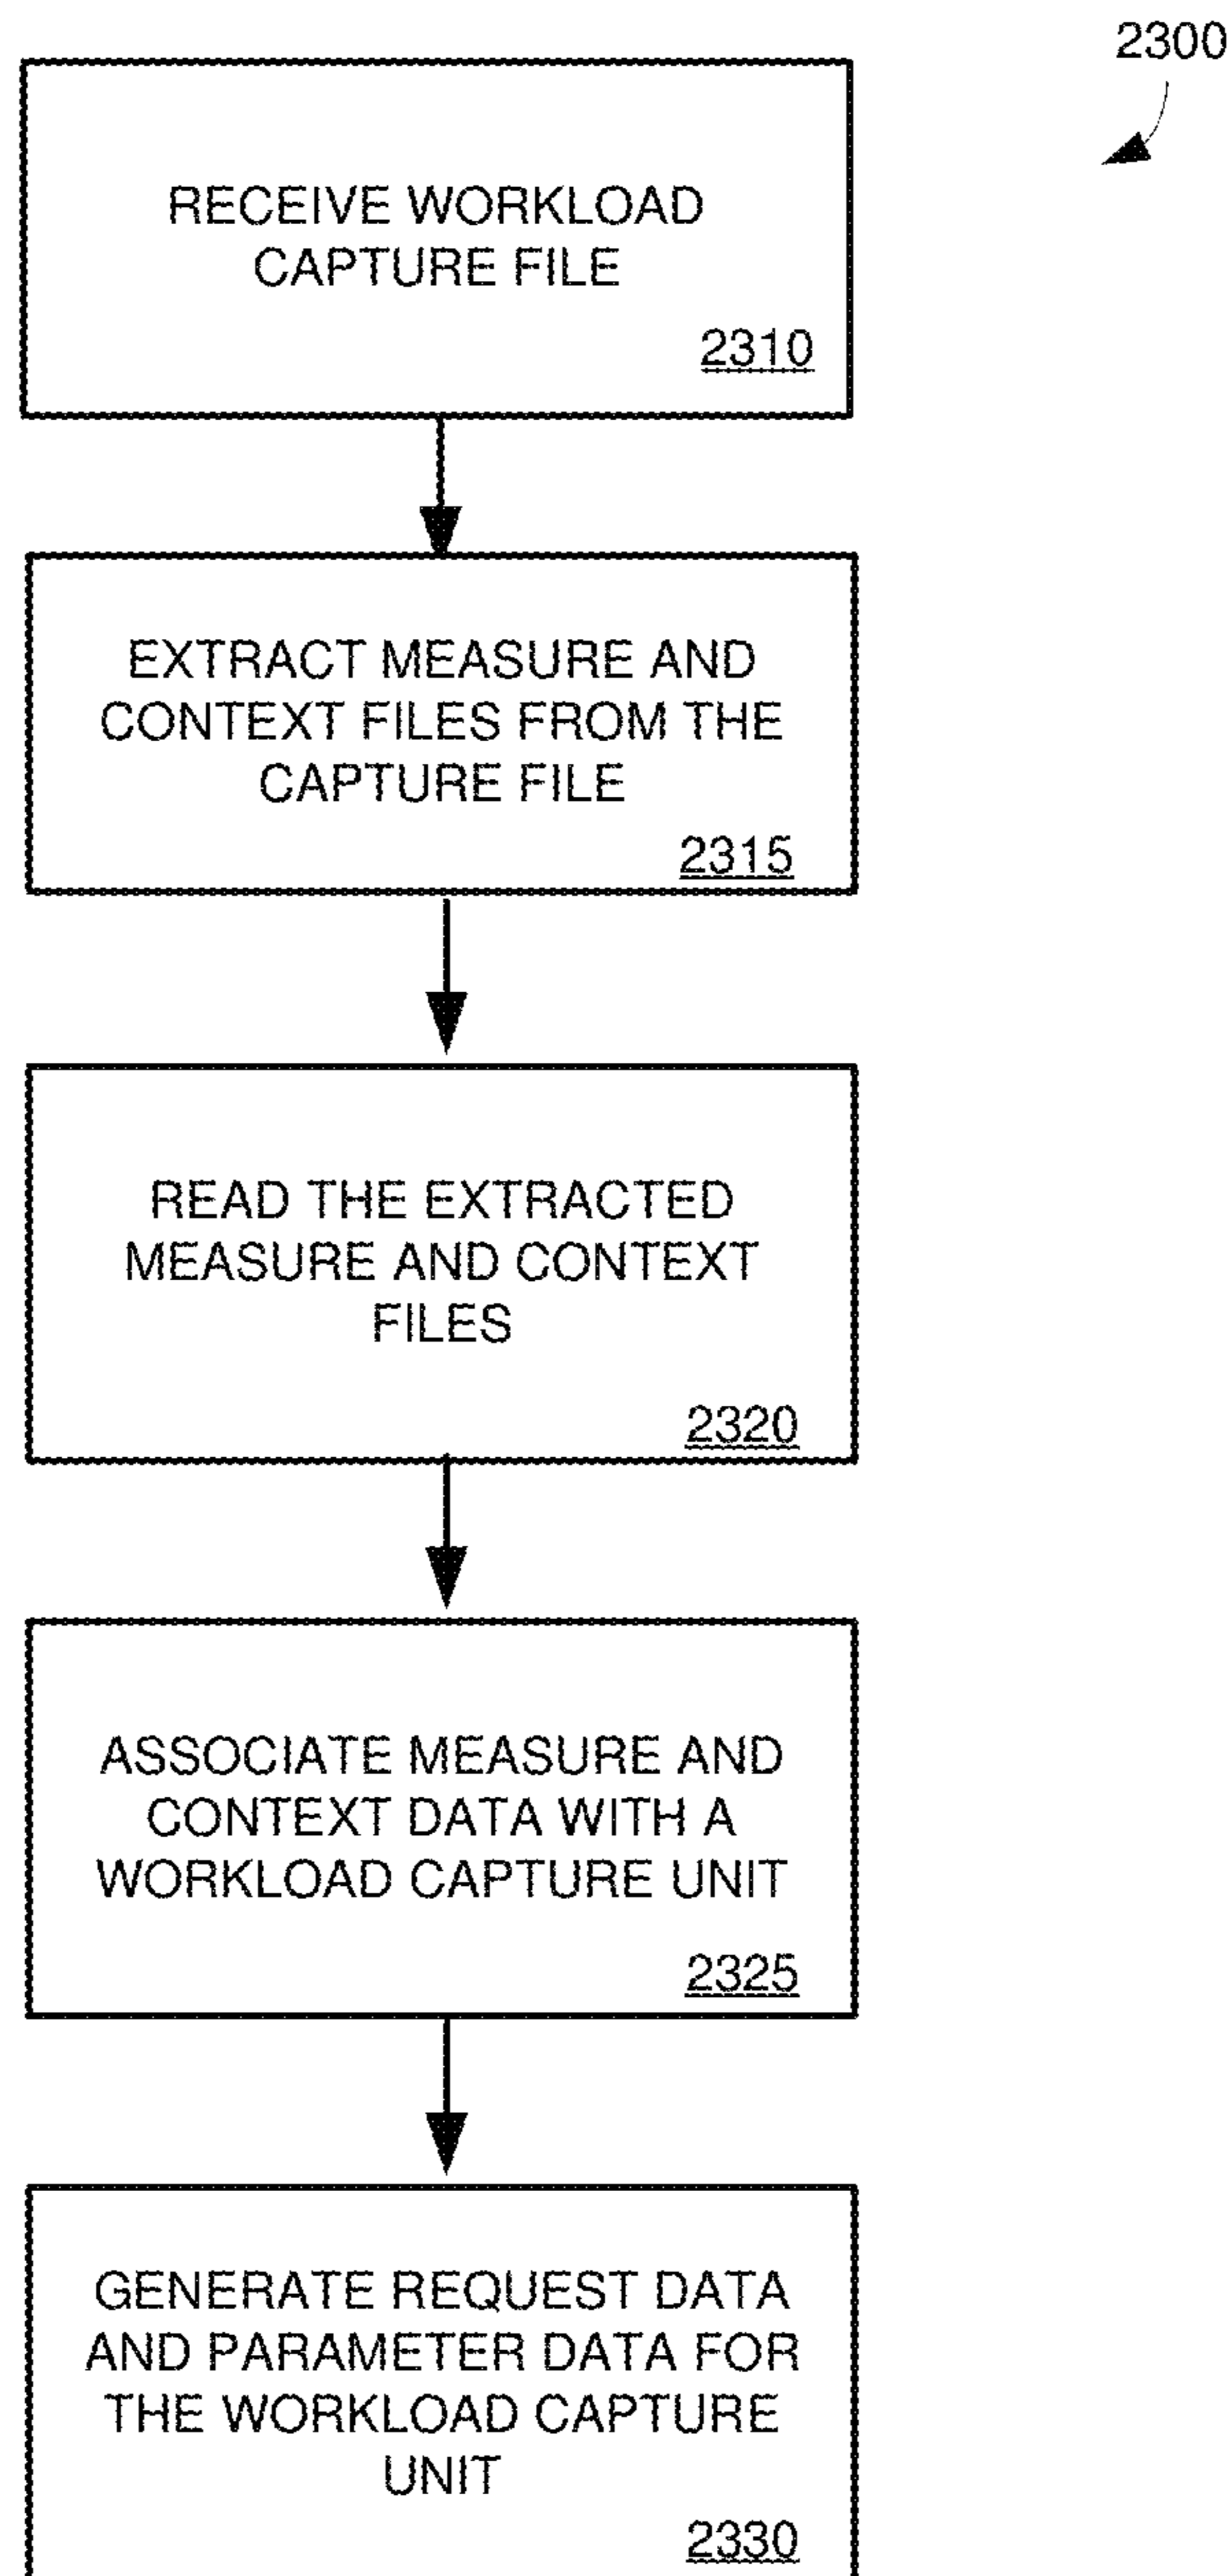 2300
RECEIVE WORKLOAD
CAPTURE FILE
2310
EXTRACT MEASURE AND
CONTEXT FILES FROM THE
CAPTURE FILE
2315
READ THE EXTRACTED
MEASURE AND CONTEXT
FILES
2320
ASSOCIATE MEASURE AND
CONTEXT DATA WITH A
WORKLOAD CAPTURE UNIT
2325
GENERATE REQUEST DATA
AND PARAMETER DATA FOR
THE WORKLOAD CAPTURE
UNIT
2330